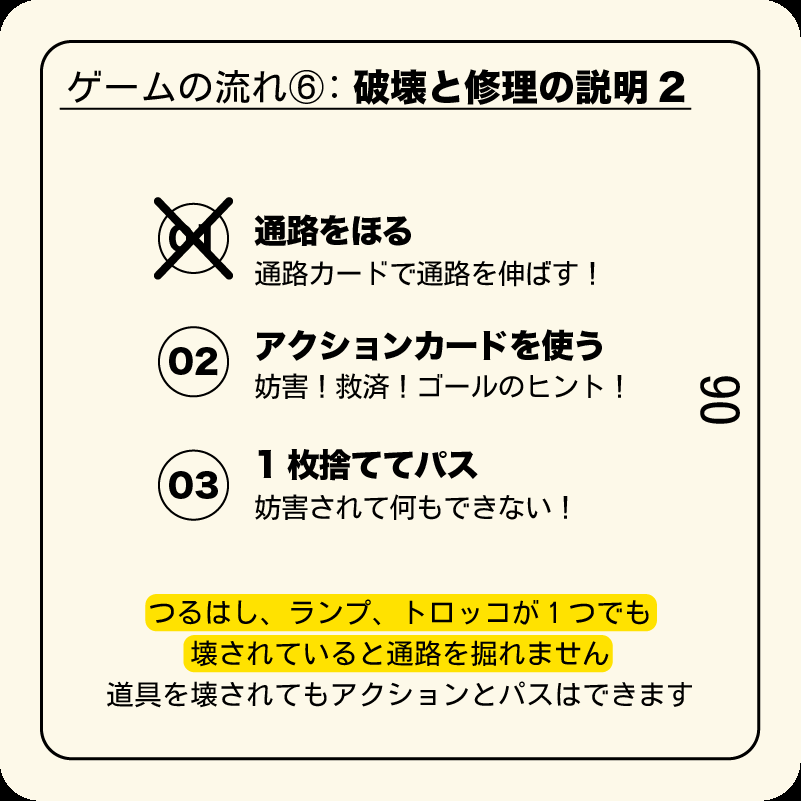 ゲームの流れ⑥：破壊と修理の説明２
01
通路をほる
通路カードで通路を伸ばす！
02
アクションカードを使う
妨害！救済！ゴールのヒント！
03
１枚捨ててパス
妨害されて何もできない！
06
つるはし、ランプ、トロッコが１つでも
壊されていると通路を掘れません
道具を壊されてもアクションとパスはできます